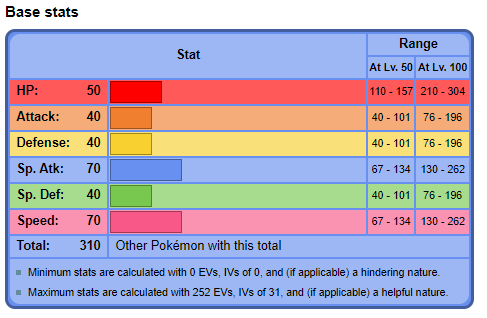 Base stats
Stat Range
At Lv. 50 At Lv. 100
HP: 50 110 - 157 210 - 304
Attack: 40 40 - 101 76 - 196
Defense: 40 40 - 101 76 - 196
Sp. Atk: 70 67 - 134 130 - 262
Sp. Def: 40 40 - 101 76 - 196
Speed: 70 67 - 134 130 - 262
Total: 310 Other Pokémon with this total
Minimum stats are calculated with 0 EVs, IVs of 0, and (if applicable) a hindering nature.
Maximum stats are calculated with 252 EVs, IVs of 31, and (if applicable) a helpful nature.